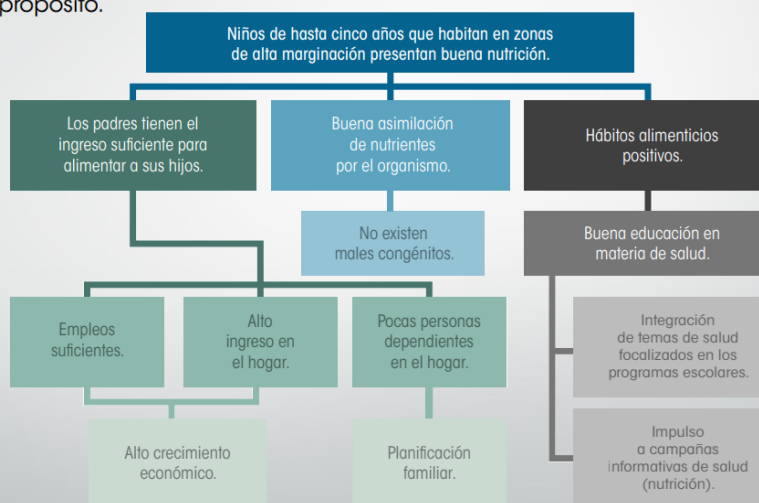 propósito.
Niños de hasta cinco años que habitan en zonas
de alta marginación presentan buena nutrición.
Los padres tienen el
ingreso suficiente para
alimentar a sus hijos.
Buena asimilación
de nutrientes
por el organismo.
Hábitos alimenticios
positivos.
No existen
males congénitos.
Buena educación en
materia de salud.
Empleos
suficientes.
Alto
ingreso en
el hogar.
Pocas personas
dependientes
en el hogar.
Integración
de temas de salud
focalizados en los
programas escolares.
Alto crecimiento
económico.
Planificación
familiar.
Impulso
a campañas
informativas de salud
(nutrición).